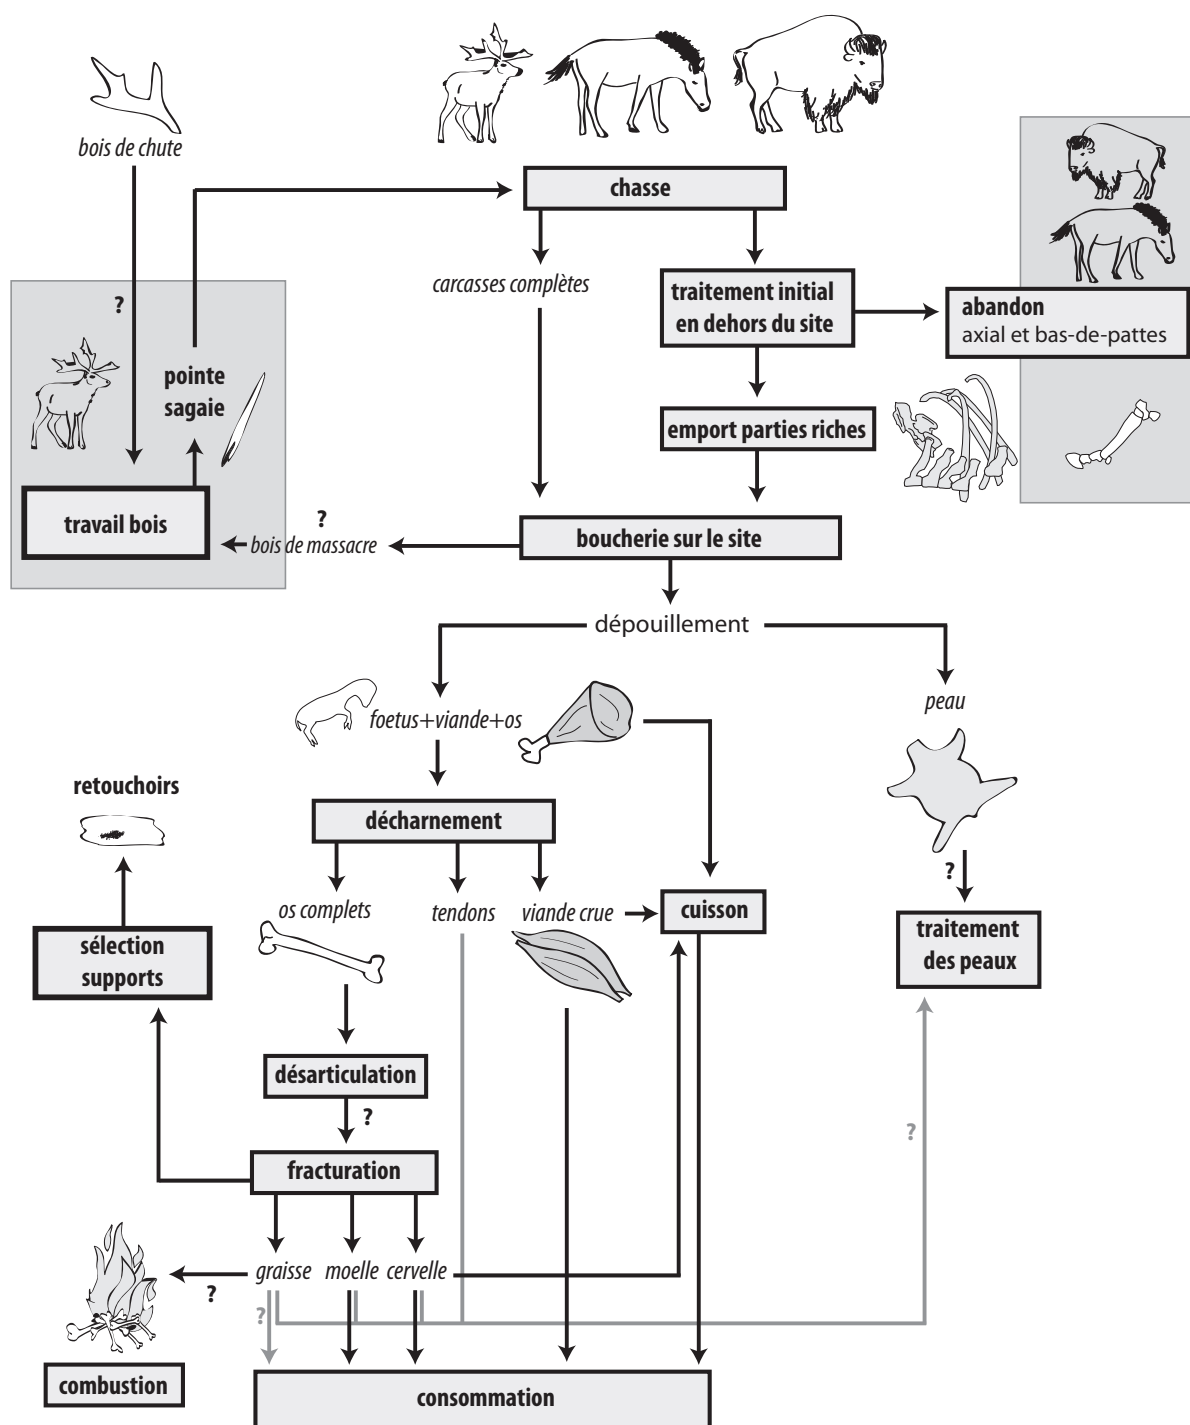 bois de chute
chasse
carcasses complètes
traitement initial
en dehors du site
abandon
axial et bas-de-pattes
?
pointe
sagaie
emport parties riches
travail bois
?
bois de massacre
boucherie sur le site
dépouillement
foetus+viande+os
peau
retouchoirs
décharnement
?
os complets
tendons
viande crue
cuisson
sélection
supports
traitement
des peaux
désarticulation
?
?
fracturation
graisse
moelle
cervelle
?
?
combustion
consommation